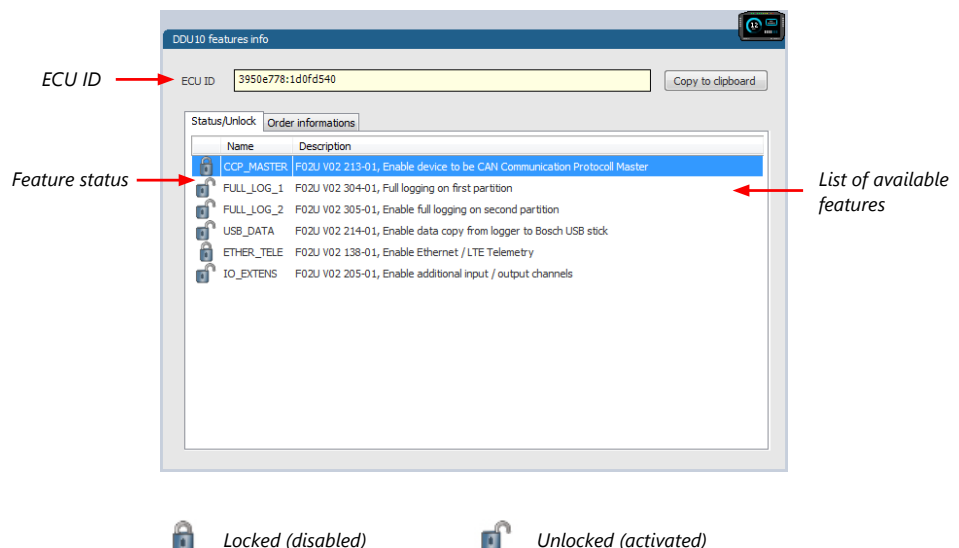 12
DDU10 features info
ECU ID
ECU ID
3950e778:1d0fd540
Copy to clipboard
Status/Unlock
Order informations
Name
Description
Feature status
CCP_MASTER F02U V02 213-01, Enable device to be CAN Communication Protocoll Master
FULL_LOG_1 F02U V02 304-01, Full logging on first partition
FULL_LOG_2 F02U V02 305-01, Enable full logging on second partition
USB_DATA F02U V02 214-01, Enable data copy from logger to Bosch USB stick
ETHER_TELE F02U V02 138-01, Enable Ethernet / LTE Telemetry
IO_EXTENS F02U V02 205-01, Enable additional input / output channels
List of available
features
Locked (disabled)
Unlocked (activated)